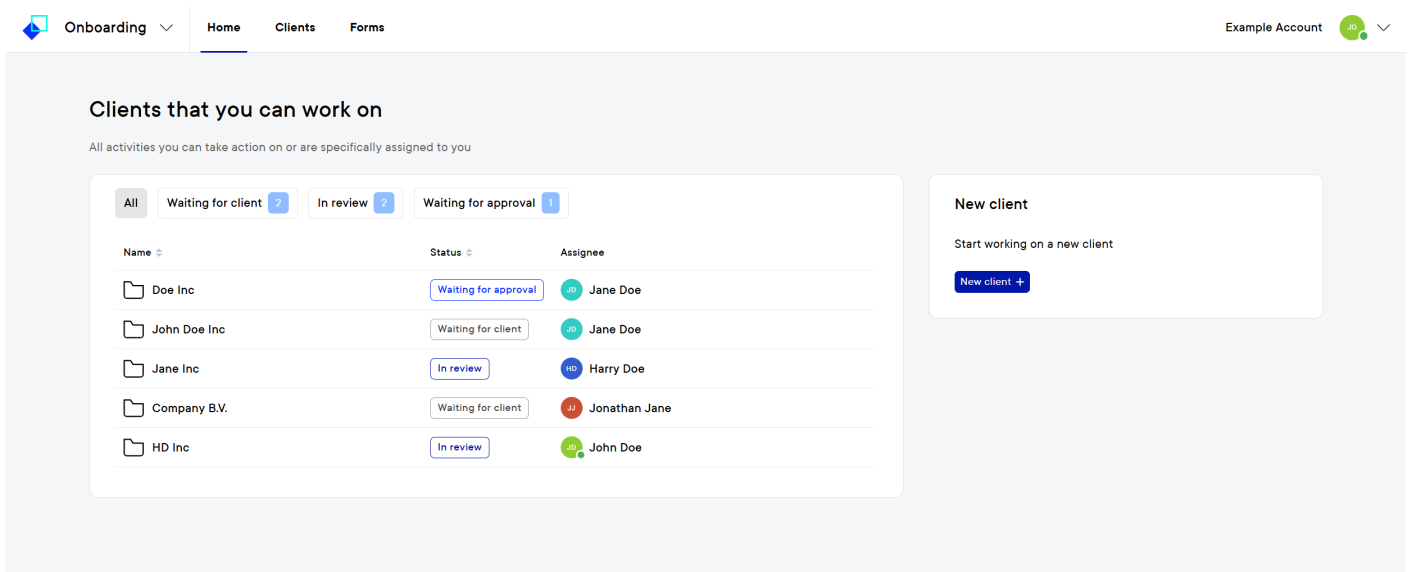 Onboarding Home Clients Forms Example Account JD
Clients that you can work on
All activities you can take action on or are specifically assigned to you
All Waiting for client 2 In review 2 Waiting for approval 1
Name Status Assignee
Doe Inc Waiting for approval JD Jane Doe
John Doe Inc Waiting for client JD Jane Doe
Jane Inc In review HD Harry Doe
Company B.V. Waiting for client JJ Jonathan Jane
HD Inc In review JD John Doe
New client
Start working on a new client
New client +